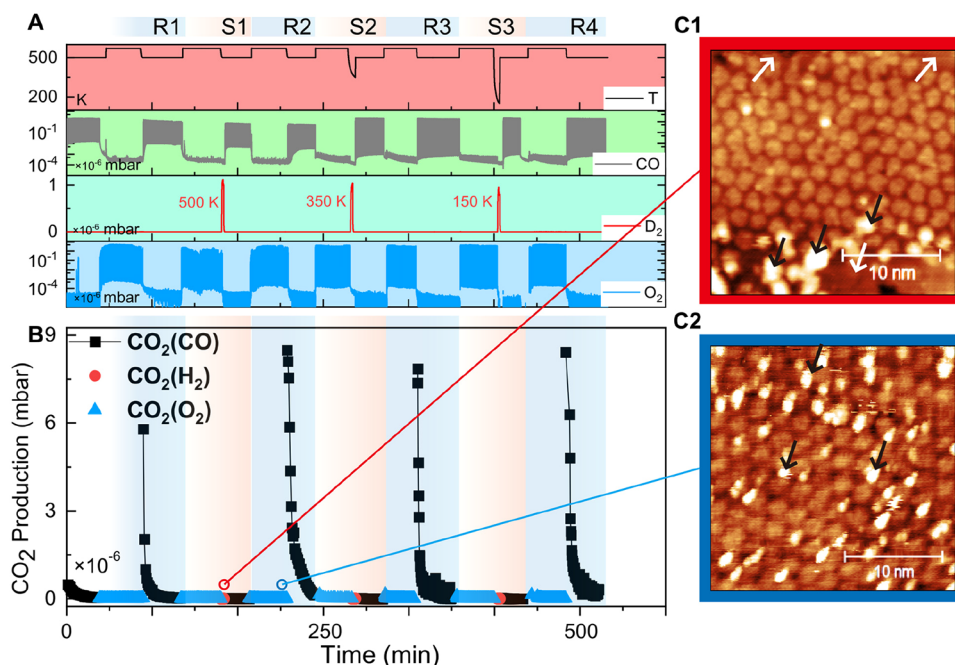 R1 S1 R2 S2 R3 S3 R4
A
500
200
K
T
10⁻¹
10⁻⁴
×10⁻⁶ mbar
CO
1
0
500 K
350 K
150 K
×10⁻⁶ mbar
D₂
10⁻¹
10⁻⁴
×10⁻⁶ mbar
O₂
B
9
6
3
0
CO₂ Production (mbar)
CO₂(CO)
CO₂(H₂)
CO₂(O₂)
×10⁻⁶
0 250 500
Time (min)
C1
10 nm
C2
10 nm